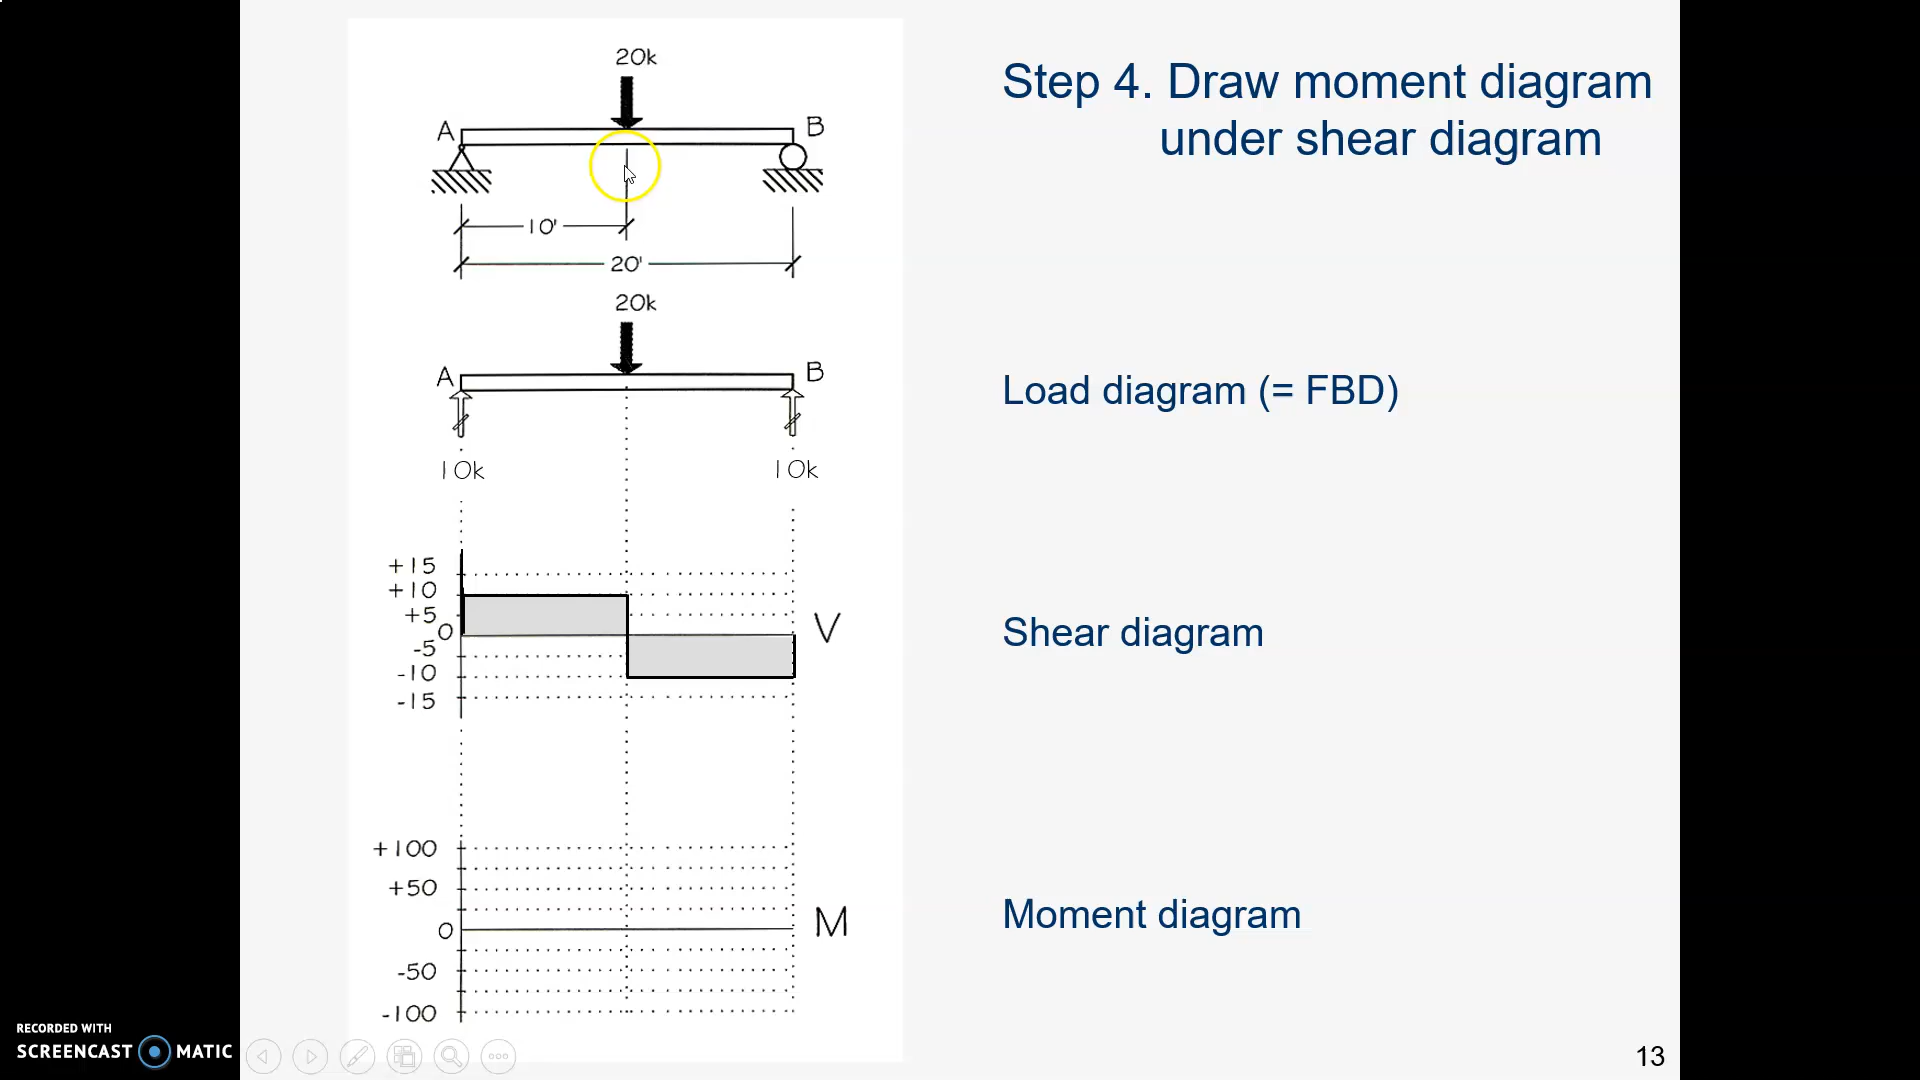 Step 4. Draw moment diagram
under shear diagram
20k
A
B
10'
20'
20k
A
B
10k
10k
Load diagram (= FBD)
+15
+10
+5
0
-5
-10
-15
V
Shear diagram
+100
+50
0
-50
-100
M
Moment diagram
RECORDED WITH
SCREENCAST MATIC
13